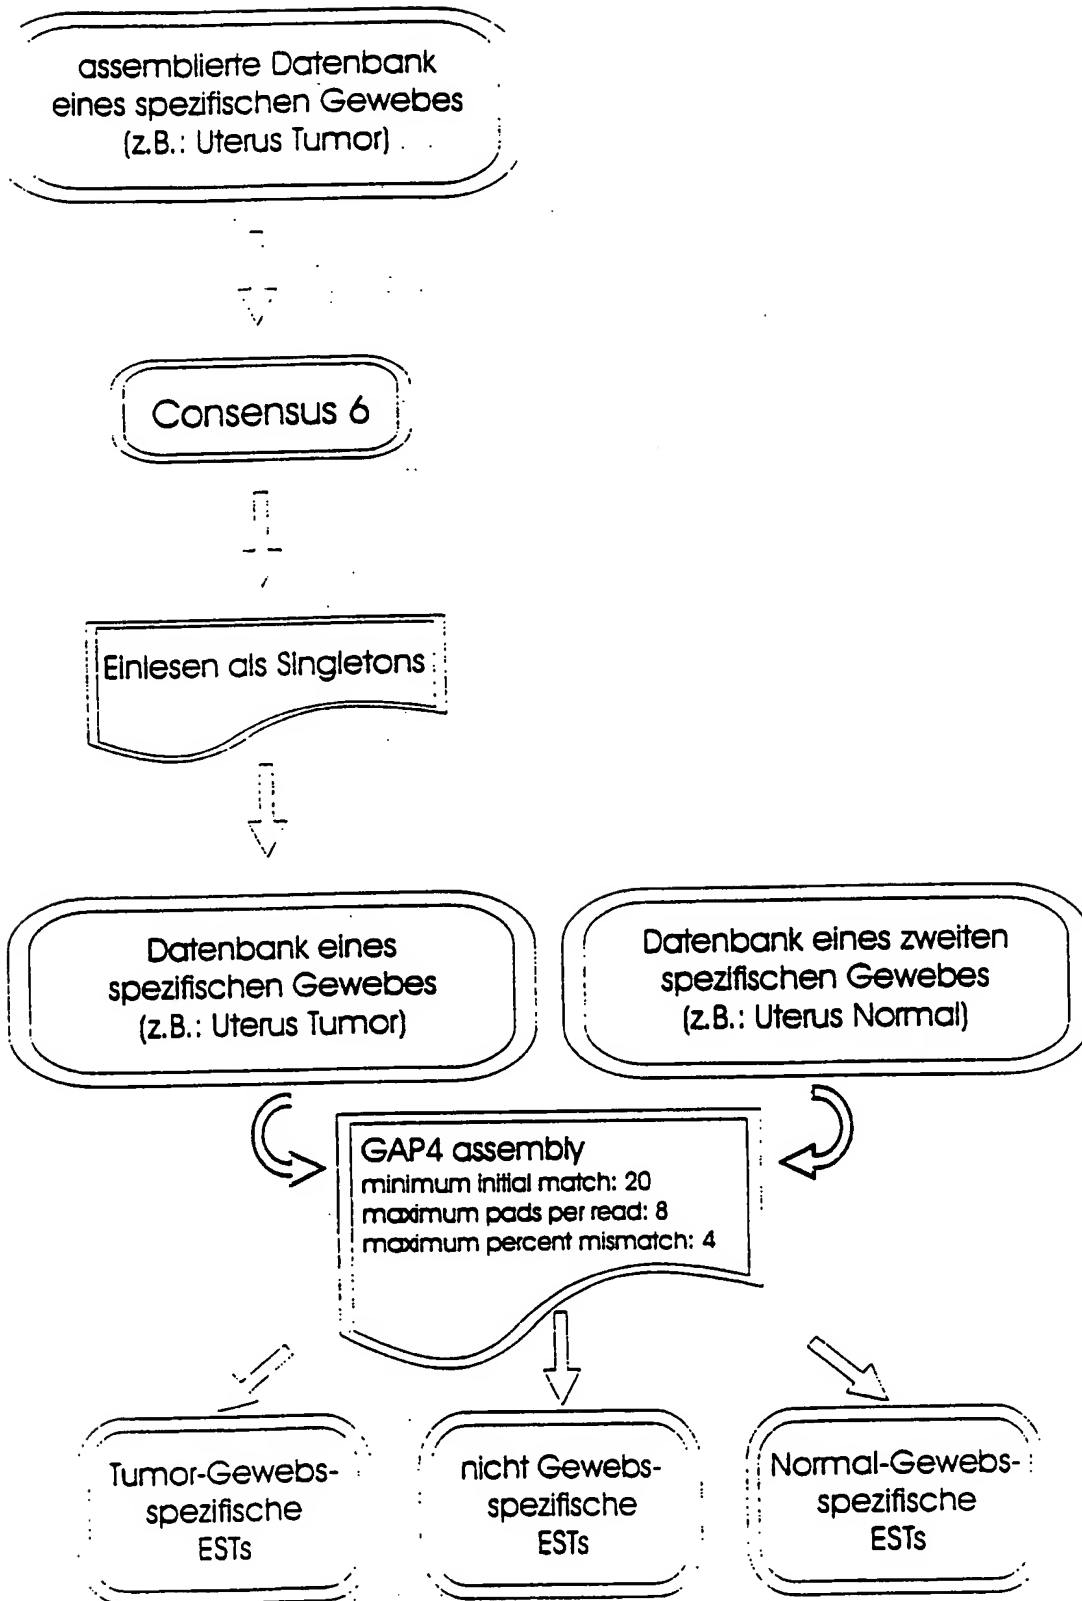 assemblierte Datenbank
eines spezifischen Gewebes
(z.B.: Uterus Tumor)
Consensus 6
Einlesen als Singletons
Datenbank eines
spezifischen Gewebes
(z.B.: Uterus Tumor)
Datenbank eines zweiten
spezifischen Gewebes
(z.B.: Uterus Normal)
GAP4 assembly
minimum initial match: 20
maximum pads per read: 8
maximum percent mismatch: 4
Tumor-Gewebs-
spezifische
ESTs
nicht Gewebs-
spezifische
ESTs
Normal-Gewebs-
spezifische
ESTs